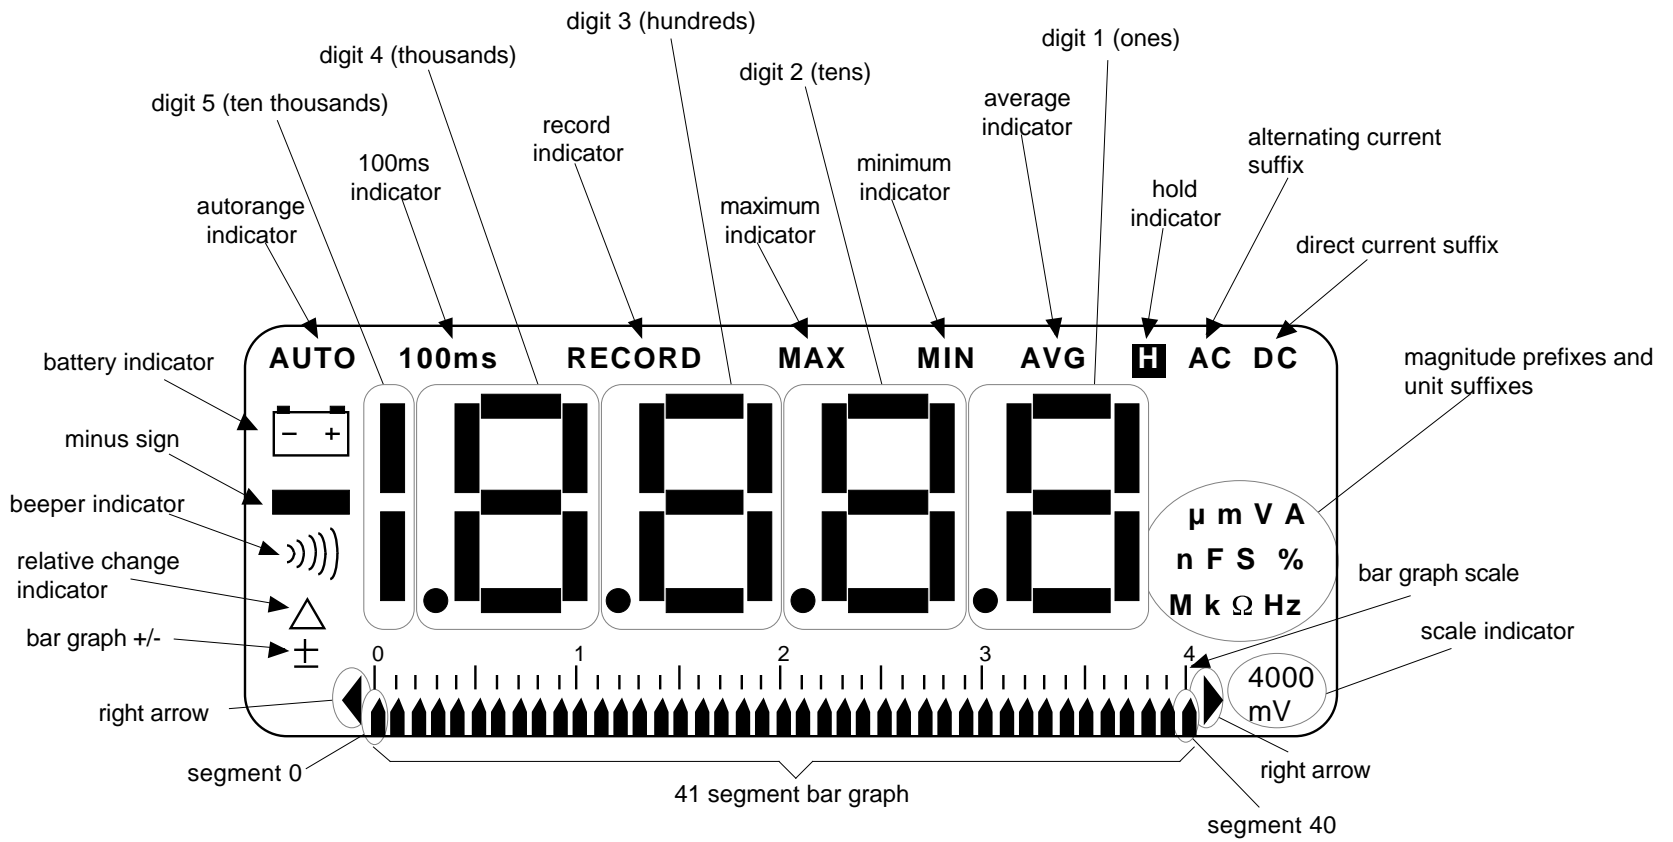 digit 3 (hundreds)
digit 4 (thousands)
digit 1 (ones)
digit 2 (tens)
digit 5 (ten thousands)
average
indicator
record
indicator
alternating current
suffix
100ms
indicator
minimum
indicator
hold
indicator
autorange
indicator
maximum
indicator
direct current suffix
AUTO 100ms RECORD MAX MIN AVG H AC DC
battery indicator
magnitude prefixes and
unit suffixes
− +
minus sign
beeper indicator
µ m V A
n F S %
M k Ω Hz
relative change
indicator
△
bar graph scale
bar graph +/-
±
scale indicator
0 1 2 3 4
4000
mV
right arrow
segment 0
right arrow
41 segment bar graph
segment 40